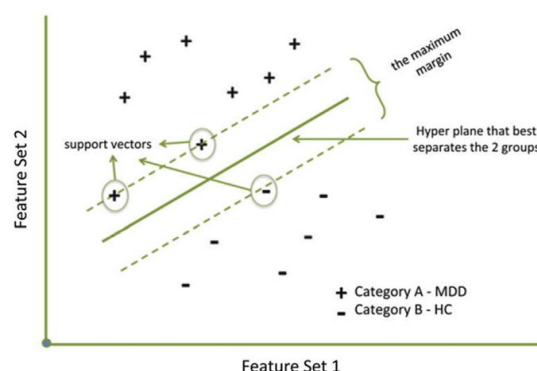 the maximum
margin
support vectors
Hyper plane that best
separates the 2 groups
Feature Set 2
+ Category A - MDD
- Category B - HC
Feature Set 1